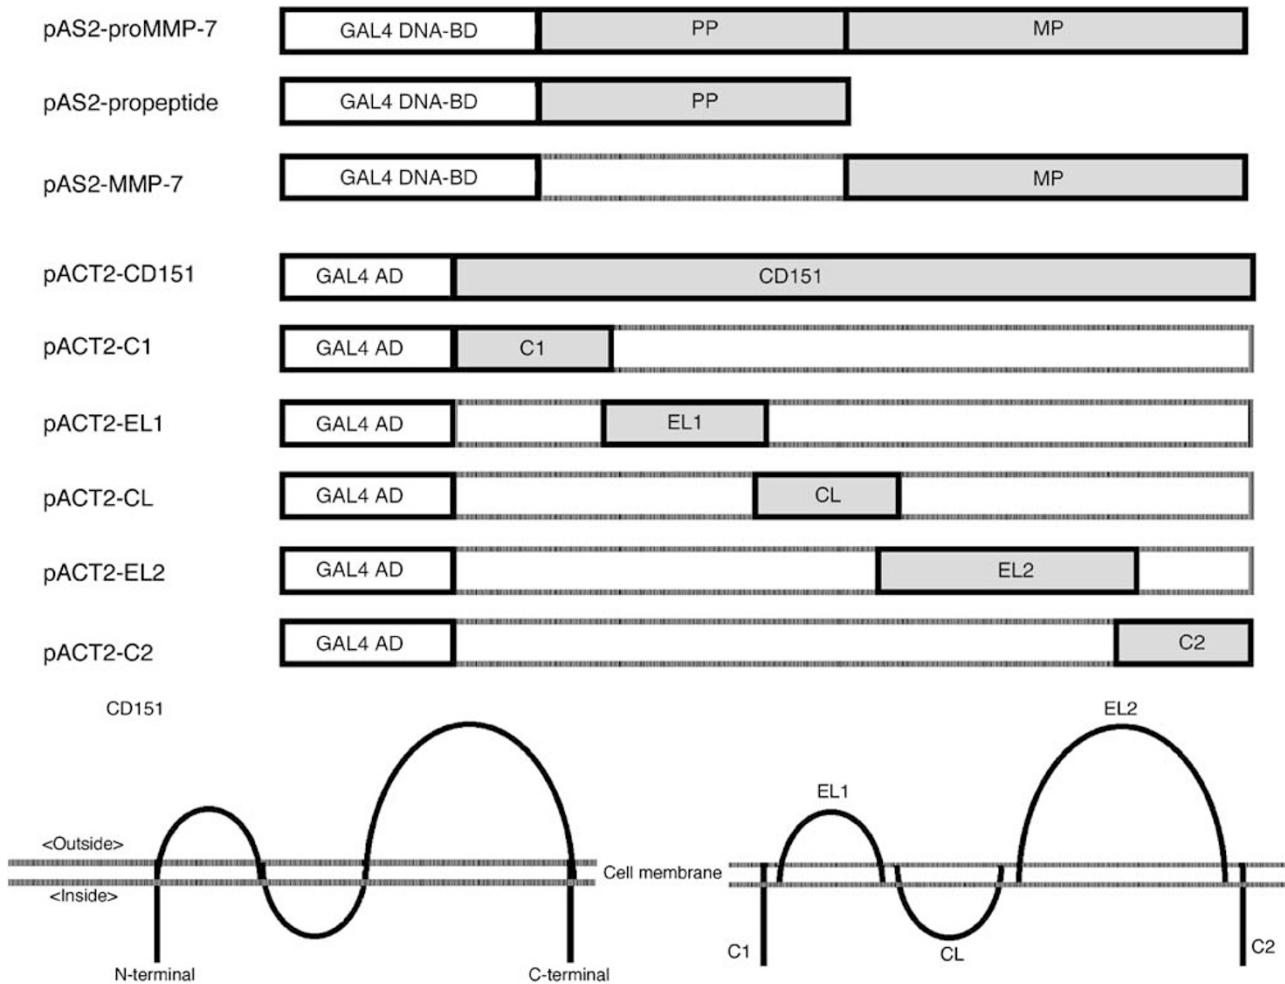 pAS2-proMMP-7 GAL4 DNA-BD PP MP
pAS2-propeptide GAL4 DNA-BD PP
pAS2-MMP-7 GAL4 DNA-BD MP
pACT2-CD151 GAL4 AD CD151
pACT2-C1 GAL4 AD C1
pACT2-EL1 GAL4 AD EL1
pACT2-CL GAL4 AD CL
pACT2-EL2 GAL4 AD EL2
pACT2-C2 GAL4 AD C2
CD151
<Outside>
<Inside>
N-terminal
C-terminal
Cell membrane
EL1
EL2
C1
CL
C2